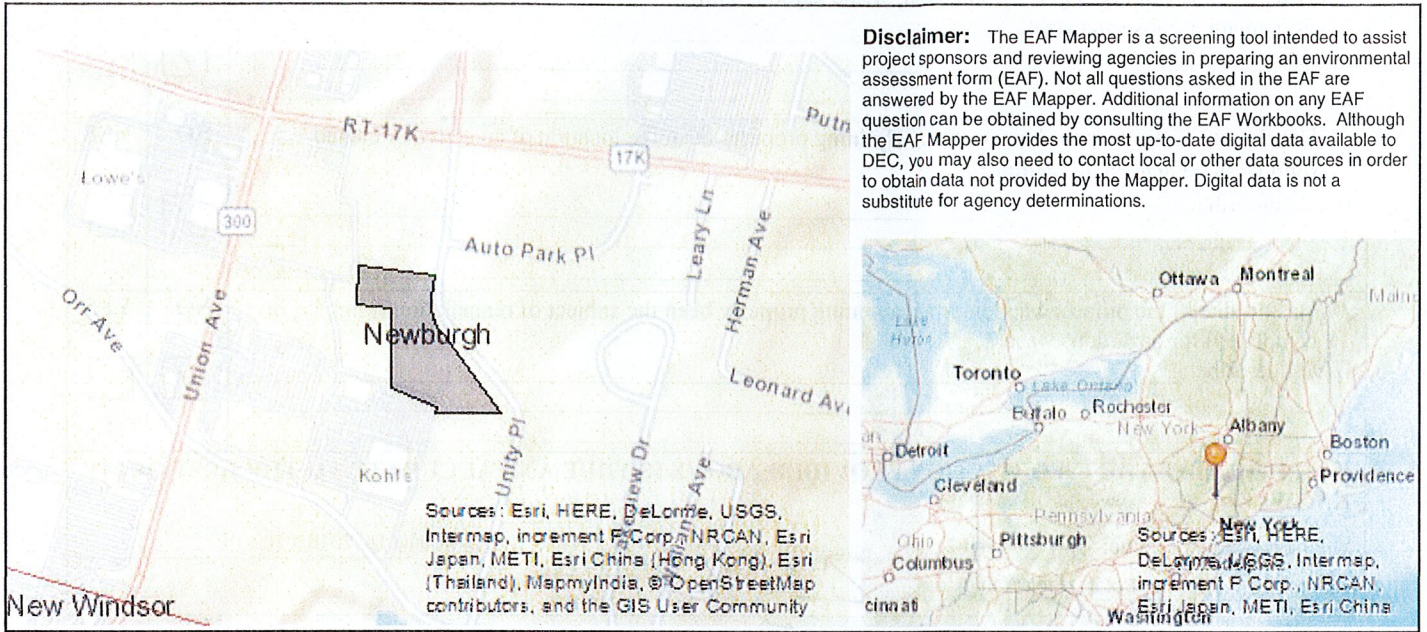 Disclaimer: The EAF Mapper is a screening tool intended to assist
project sponsors and reviewing agencies in preparing an environmental
assessment form (EAF). Not all questions asked in the EAF are
answered by the EAF Mapper. Additional information on any EAF
question can be obtained by consulting the EAF Workbooks. Although
the EAF Mapper provides the most up-to-date digital data available to
DEC, you may also need to contact local or other data sources in order
to obtain data not provided by the Mapper. Digital data is not a
substitute for agency determinations.
RT-17K
17K
Putn
Lowe's
300
Auto Park Pl
Leary Ln
Herman Ave
Orr Ave
Union Ave
Newburgh
Leonard Av
Kohl's
Unity Pl
New Windsor
Sources: Esri, HERE, DeLorme, USGS,
Intermap, increment P Corp., NRCAN, Esri
Japan, METI, Esri China (Hong Kong), Esri
(Thailand), MapmyIndia, © OpenStreetMap
contributors, and the GIS User Community
Ottawa
Montreal
Maine
Lake
Huron
Toronto
Lake Ontario
Buffalo
Rochester
New York
Albany
Detroit
Boston
Providence
Cleveland
Pennsylvania
New York
Ohio
Pittsburgh
Columbus
cinnati
Washington
Sources: Esri, HERE,
DeLorme, USGS, Intermap,
increment P Corp., NRCAN,
Esri Japan, METI, Esri China